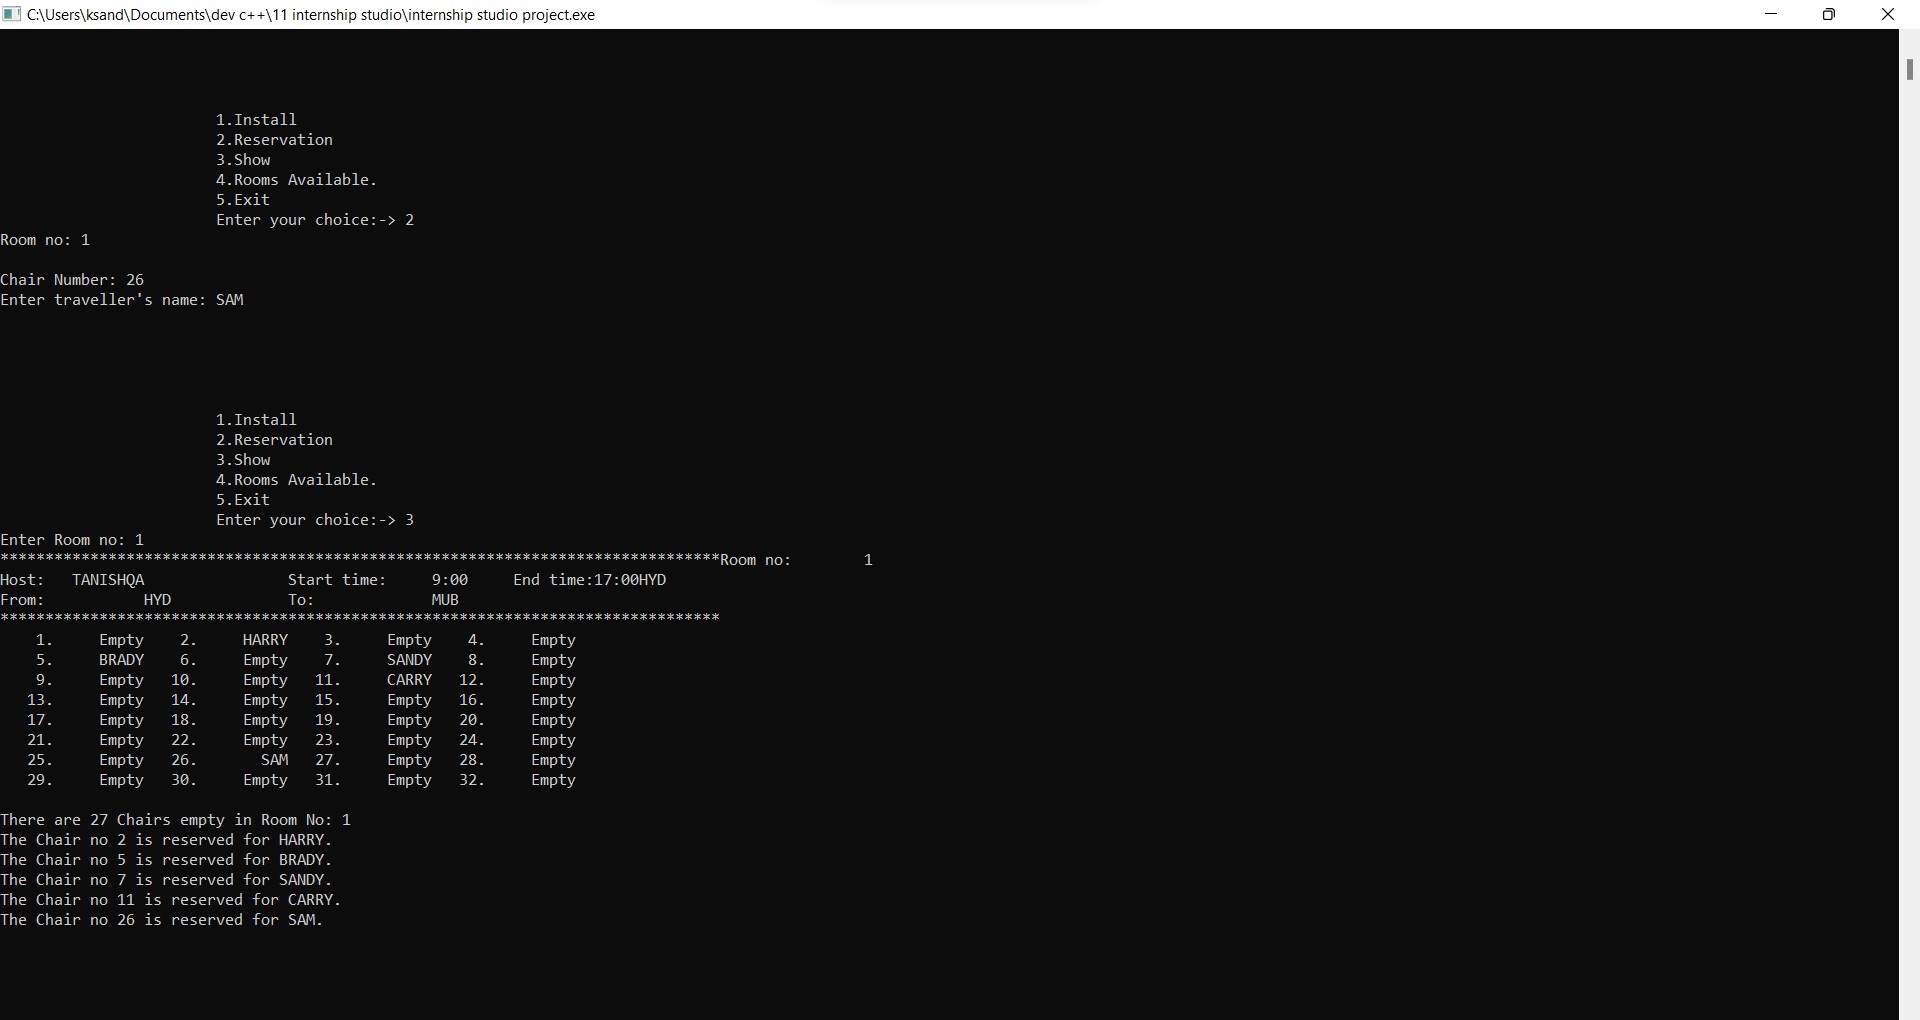 C:\Users\ksand\Documents\dev c++\11 internship studio\internship studio project.exe
1.Install
2.Reservation
3.Show
4.Rooms Available.
5.Exit
Enter your choice:-> 2
Room no: 1
Chair Number: 26
Enter traveller's name: SAM
1.Install
2.Reservation
3.Show
4.Rooms Available.
5.Exit
Enter your choice:-> 3
Enter Room no: 1
********************************************************************************Room no: 1
Host: TANISHQA Start time: 9:00 End time:17:00HYD
From: HYD To: MUB
********************************************************************************
1. Empty 2. HARRY 3. Empty 4. Empty
5. BRADY 6. Empty 7. SANDY 8. Empty
9. Empty 10. Empty 11. CARRY 12. Empty
13. Empty 14. Empty 15. Empty 16. Empty
17. Empty 18. Empty 19. Empty 20. Empty
21. Empty 22. Empty 23. Empty 24. Empty
25. Empty 26. SAM 27. Empty 28. Empty
29. Empty 30. Empty 31. Empty 32. Empty
There are 27 Chairs empty in Room No: 1
The Chair no 2 is reserved for HARRY.
The Chair no 5 is reserved for BRADY.
The Chair no 7 is reserved for SANDY.
The Chair no 11 is reserved for CARRY.
The Chair no 26 is reserved for SAM.